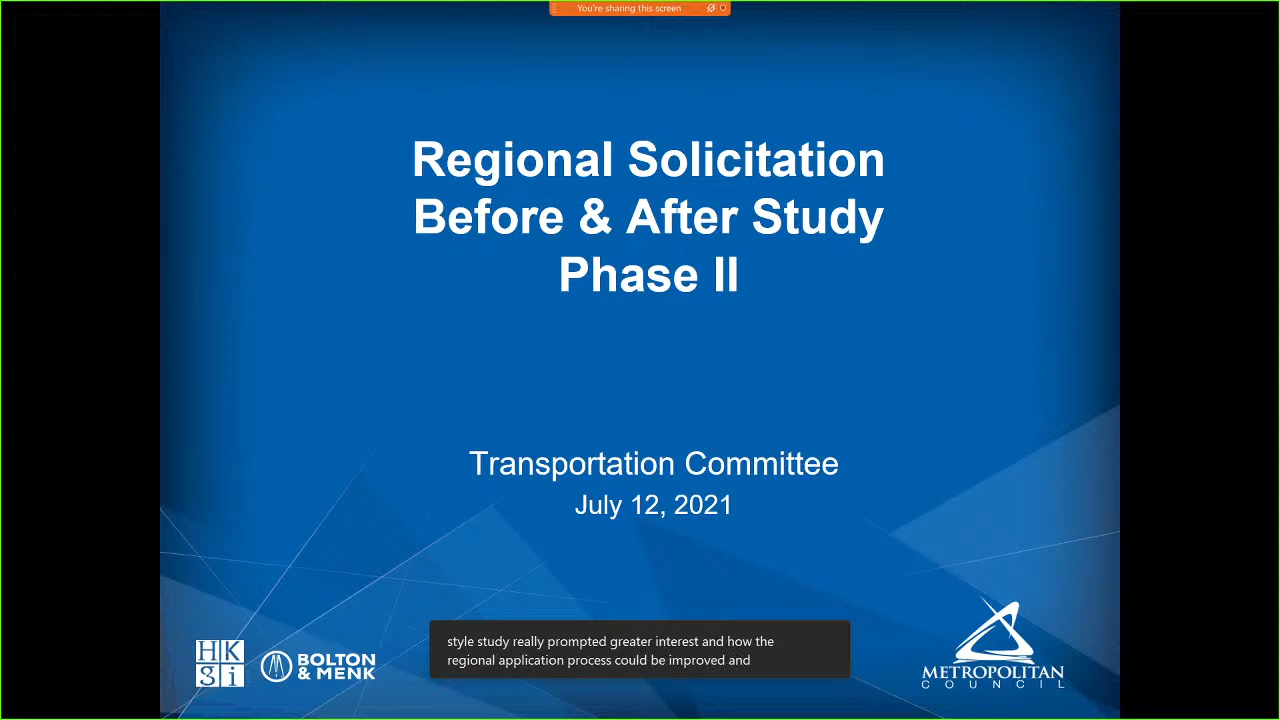 You're sharing this screen
Regional Solicitation
Before & After Study
Phase II
Transportation Committee
July 12, 2021
style study really prompted greater interest and how the
regional application process could be improved and
HK
Si
BOLTON
& MENK
METROPOLITAN
COUNCIL